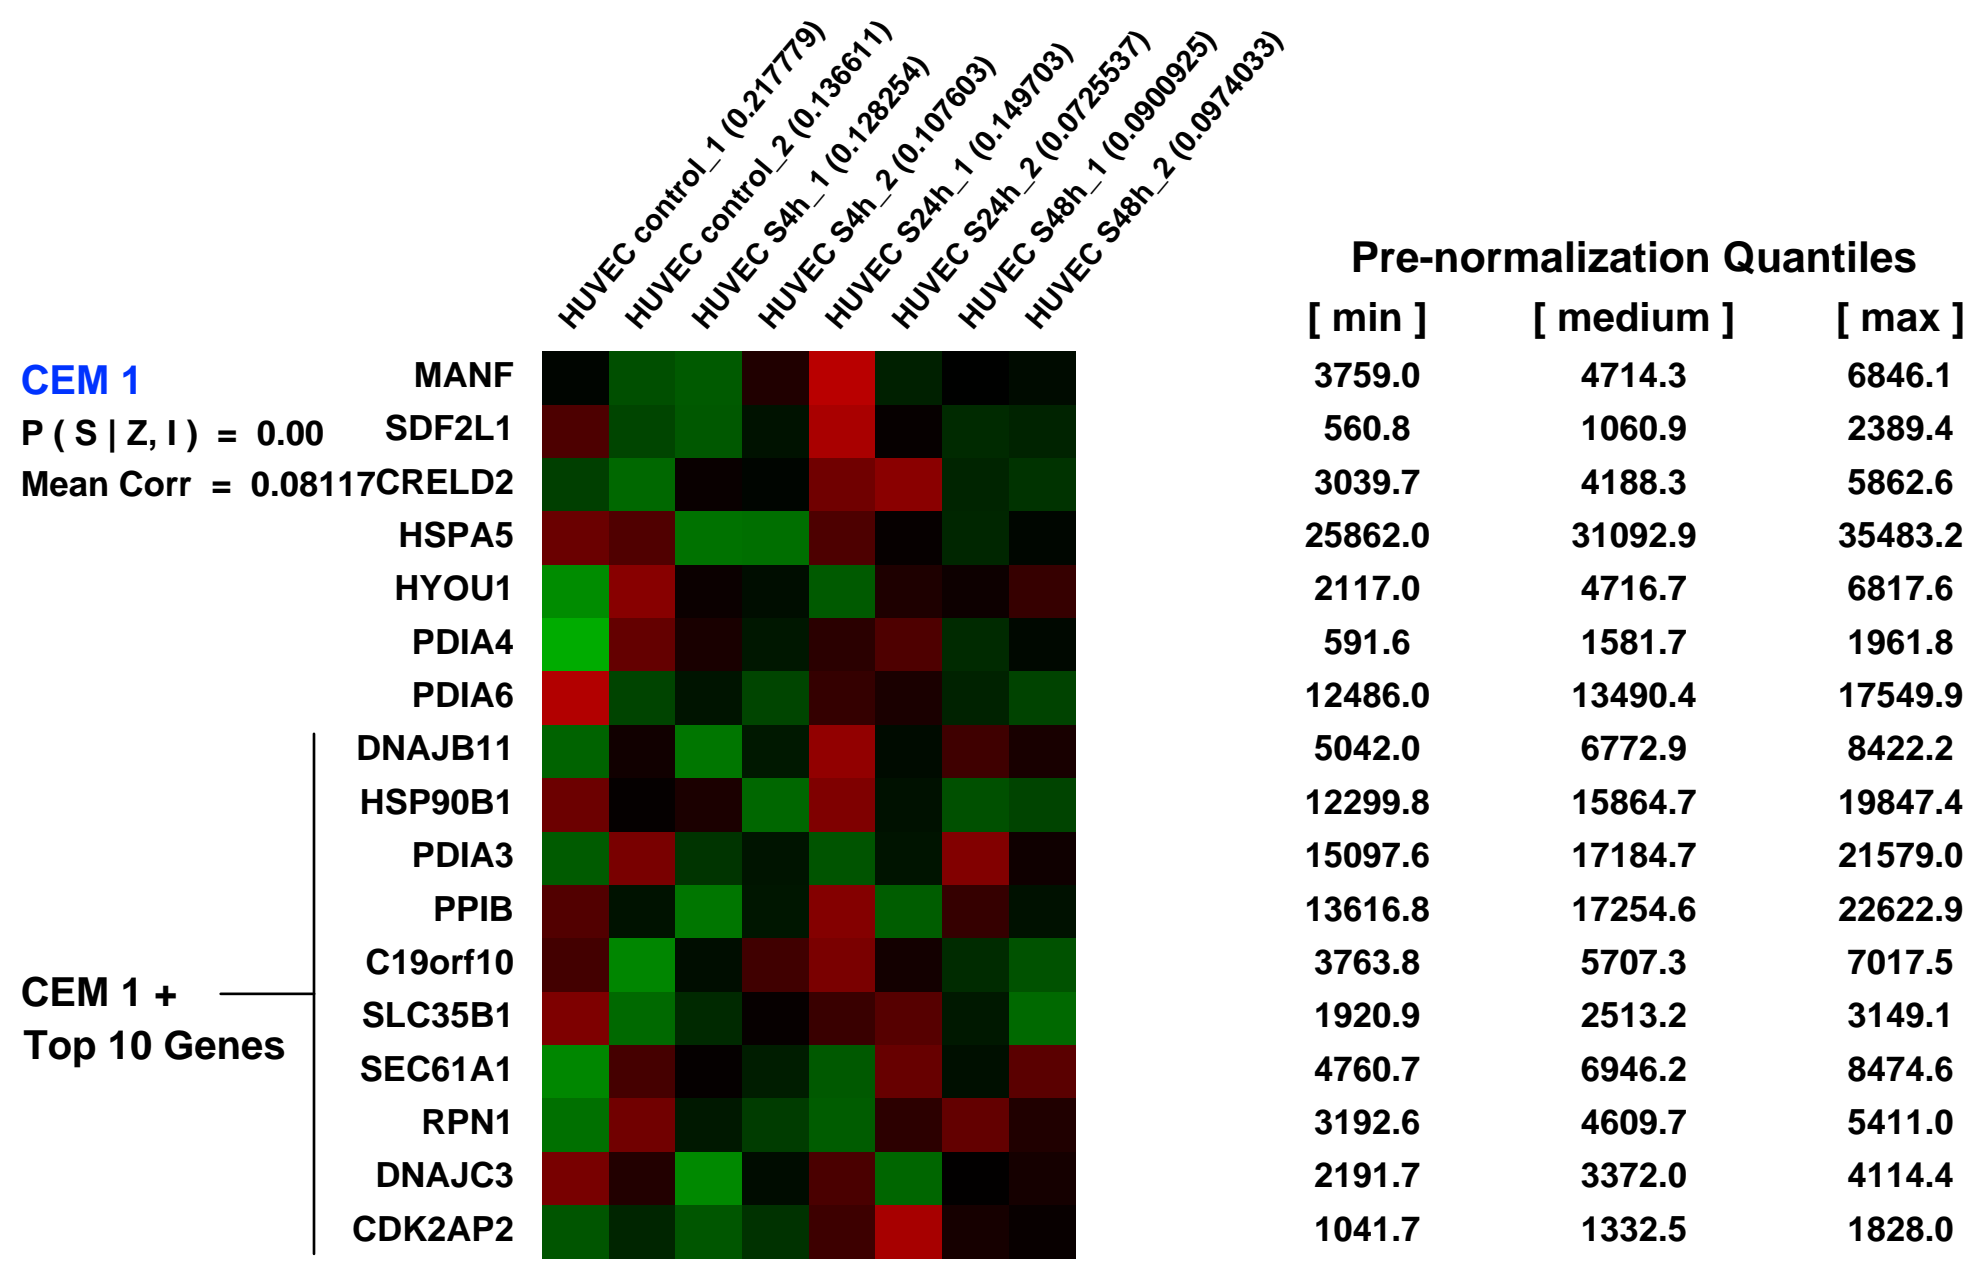 HUVEC control_1 (0.217779)
HUVEC control_2 (0.136611)
HUVEC S4h_1 (0.128254)
HUVEC S4h_2 (0.107603)
HUVEC S24h_1 (0.149703)
HUVEC S24h_2 (0.0725537)
HUVEC S48h_1 (0.0900925)
HUVEC S48h_2 (0.0974033)
Pre-normalization Quantiles
[ min ] [ medium ] [ max ]
CEM 1 MANF 3759.0 4714.3 6846.1
P ( S | Z, I ) = 0.00 SDF2L1 560.8 1060.9 2389.4
Mean Corr = 0.08117 CRELD2 3039.7 4188.3 5862.6
HSPA5 25862.0 31092.9 35483.2
HYOU1 2117.0 4716.7 6817.6
PDIA4 591.6 1581.7 1961.8
PDIA6 12486.0 13490.4 17549.9
DNAJB11 5042.0 6772.9 8422.2
HSP90B1 12299.8 15864.7 19847.4
PDIA3 15097.6 17184.7 21579.0
PPIB 13616.8 17254.6 22622.9
C19orf10 3763.8 5707.3 7017.5
CEM 1 +
Top 10 Genes
SLC35B1 1920.9 2513.2 3149.1
SEC61A1 4760.7 6946.2 8474.6
RPN1 3192.6 4609.7 5411.0
DNAJC3 2191.7 3372.0 4114.4
CDK2AP2 1041.7 1332.5 1828.0